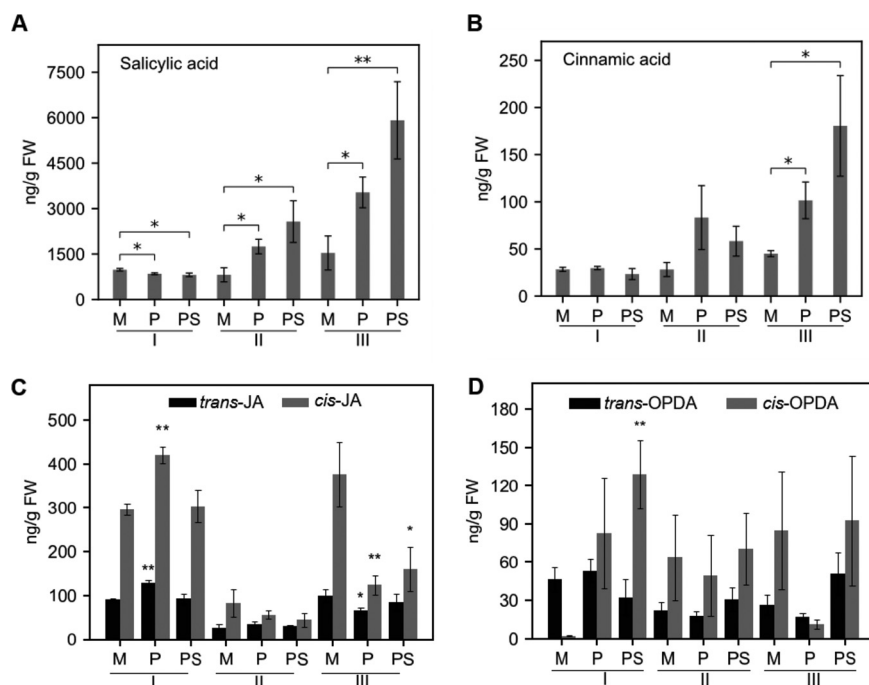 A
Salicylic acid
ng/g FW
7500
6000
4500
3000
1500
0
* * * * * **
M P PS M P PS M P PS
I II III
B
Cinnamic acid
ng/g FW
250
200
150
100
50
0
* *
M P PS M P PS M P PS
I II III
C
trans-JA cis-JA
ng/g FW
500
400
300
200
100
0
** ** * ** *
M P PS M P PS M P PS
I II III
D
trans-OPDA cis-OPDA
ng/g FW
180
150
120
90
60
30
0
**
M P PS M P PS M P PS
I II III